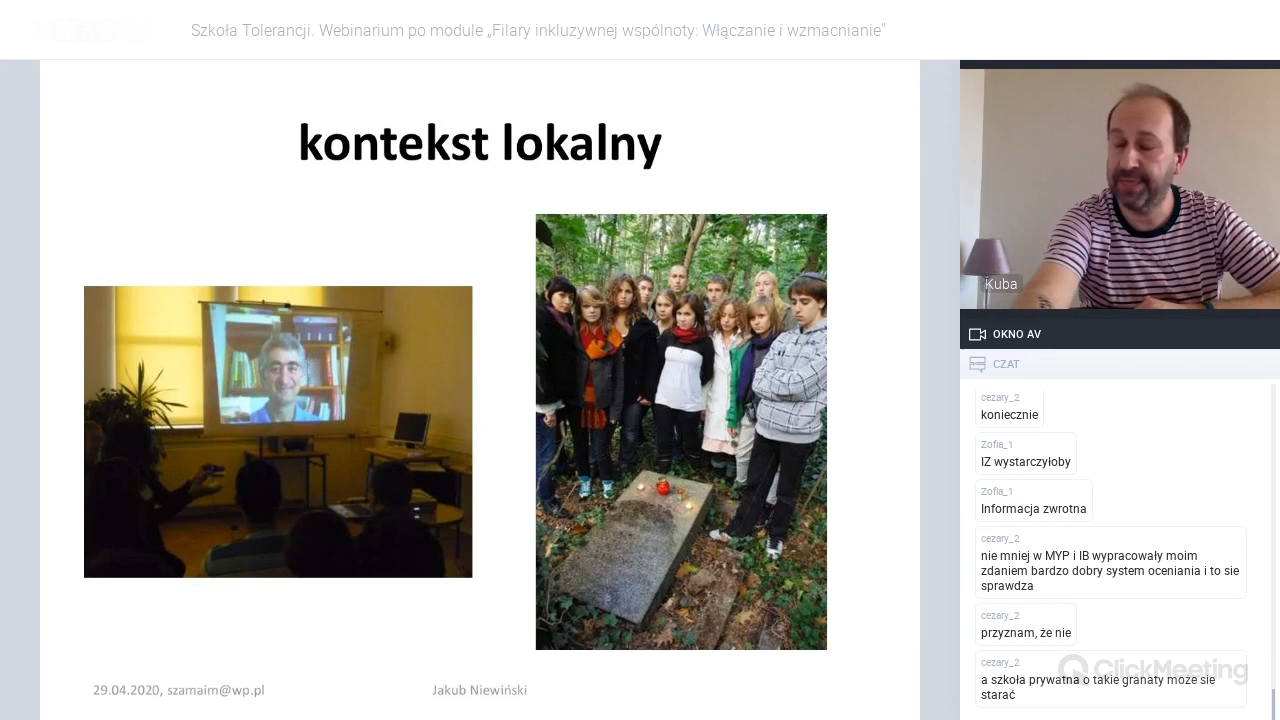 Szkoła Tolerancji. Webinarium po module „Filary inkluzywnej wspólnoty: Włączanie i wzmacnianie"
kontekst lokalny
29.04.2020, szamaim@wp.pl
Jakub Niewiński
Kuba
OKNO AV
CZAT
cezary_2
koniecznie
Zofia_1
IZ wystarczyłoby
Zofia_1
Informacja zwrotna
cezary_2
nie mniej w MYP i IB wypracowały moim
zdaniem bardzo dobry system oceniania i to sie
sprawdza
cezary_2
przyznam, że nie
cezary_2
a szkoła prywatna o takie granaty może sie
starać
ClickMeeting